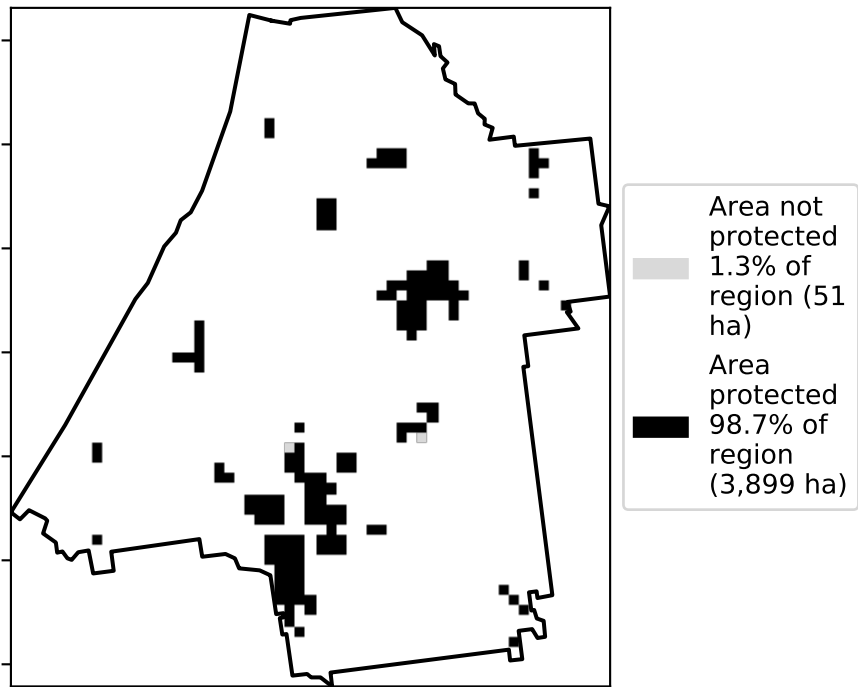 Area not
protected
1.3% of
region (51
ha)
Area
protected
98.7% of
region
(3,899 ha)